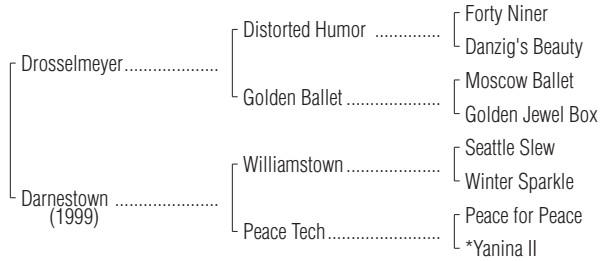 Forty Niner
Distorted Humor ..............
Danzig's Beauty
Drosselmeyer....................
Moscow Ballet
Golden Ballet ....................
Golden Jewel Box
Seattle Slew
Williamstown ....................
Winter Sparkle
Darnestown ......................
(1999)
Peace for Peace
Peace Tech........................
*Yanina II